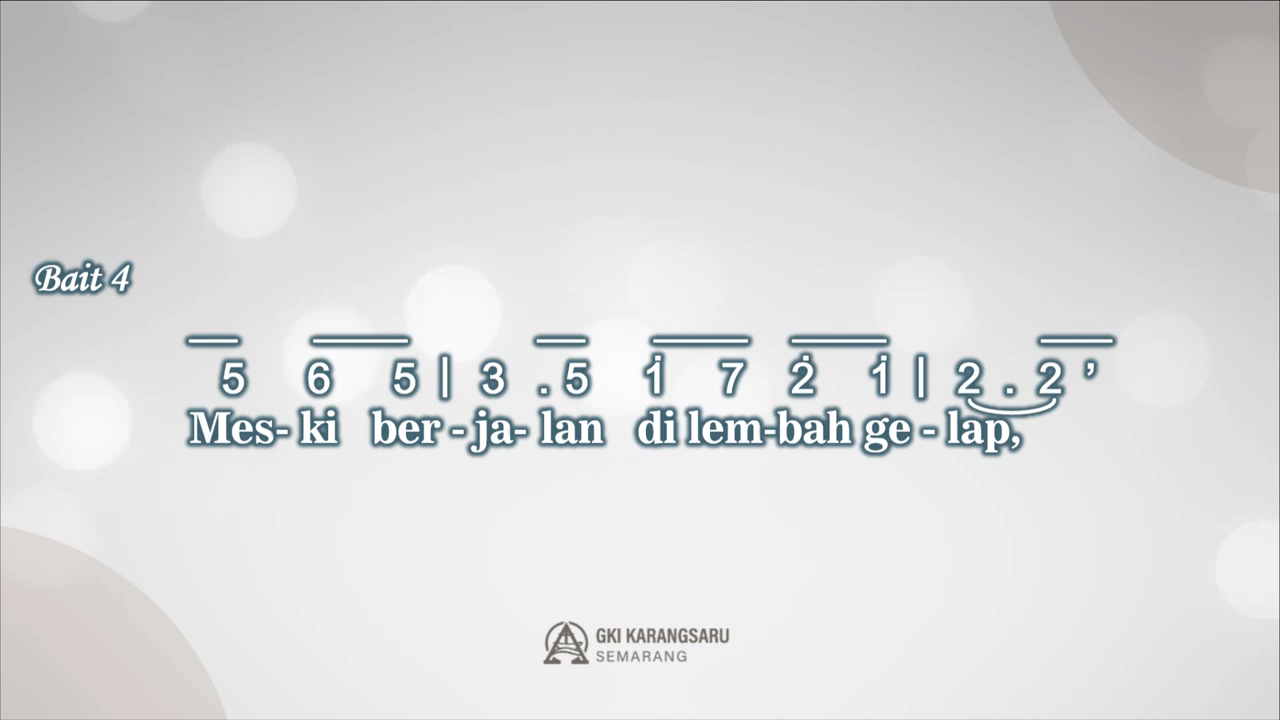 Bait 4
5 6 5 | 3 . 5 1̇ 7 2̇ 1̇ | 2 . 2 ’
Mes- ki ber - ja- lan di lem-bah ge - lap,
GKI KARANGSARU
SEMARANG